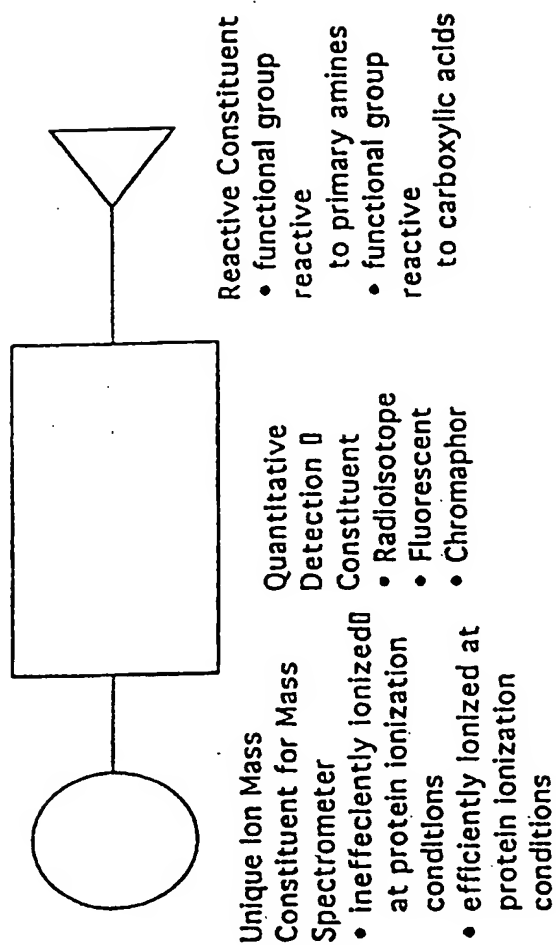 Unique Ion Mass
Constituent for Mass
Spectrometer
• ineffeciently ionized▯
at protein ionization
conditions
• efficiently ionized at
protein ionization
conditions
Quantitative
Detection ▯
Constituent
• Radioisotope
• Fluorescent
• Chromaphor
Reactive Constituent
• functional group
reactive
to primary amines
• functional group
reactive
to carboxylic acids